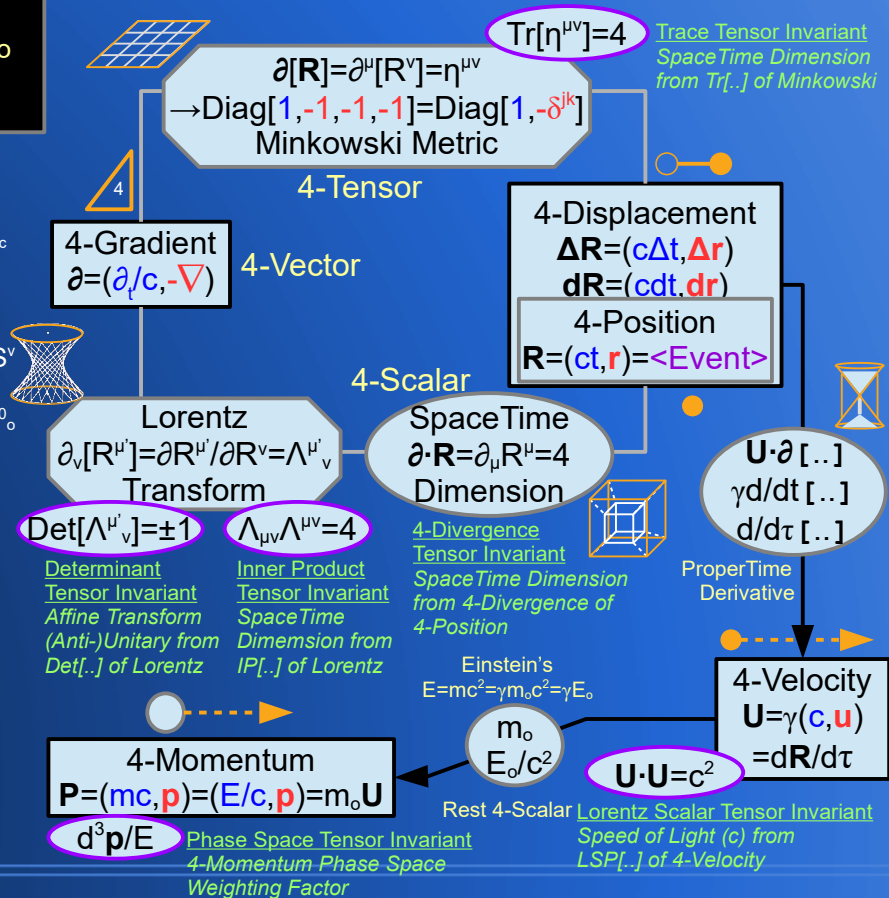 o
Tr[η^μν]=4
Trace Tensor Invariant
SpaceTime Dimension
from Tr[..] of Minkowski
∂[R]=∂^μ[R^ν]=η^μν
→Diag[1,-1,-1,-1]=Diag[1,-δ^jk]
Minkowski Metric
4-Tensor
4
4-Gradient
∂=(∂_t/c,-∇)
4-Vector
4-Displacement
ΔR=(cΔt,Δr)
dR=(cdt,dr)
4-Position
R=(ct,r)=<Event>
c
S^ν
0
o
4-Scalar
Lorentz
∂_ν[R^μ']=∂R^μ'/∂R^ν=Λ^μ'_ν
Transform
SpaceTime
∂·R=∂_μR^μ=4
Dimension
U·∂[..]
γd/dt[..]
d/dτ[..]
Det[Λ^μ'_ν]=±1
Λ_μνΛ^μν=4
Determinant
Tensor Invariant
Affine Transform
(Anti-)Unitary from
Det[..] of Lorentz
Inner Product
Tensor Invariant
SpaceTime
Dimemsion from
IP[..] of Lorentz
4-Divergence
Tensor Invariant
SpaceTime Dimension
from 4-Divergence of
4-Position
ProperTime
Derivative
Einstein's
E=mc²=γm_oc²=γE_o
m_o
E_o/c²
Rest 4-Scalar
4-Velocity
U=γ(c,u)
=dR/dτ
U·U=c²
Lorentz Scalar Tensor Invariant
Speed of Light (c) from
LSP[..] of 4-Velocity
4-Momentum
P=(mc,p)=(E/c,p)=m_oU
d³p/E
Phase Space Tensor Invariant
4-Momentum Phase Space
Weighting Factor